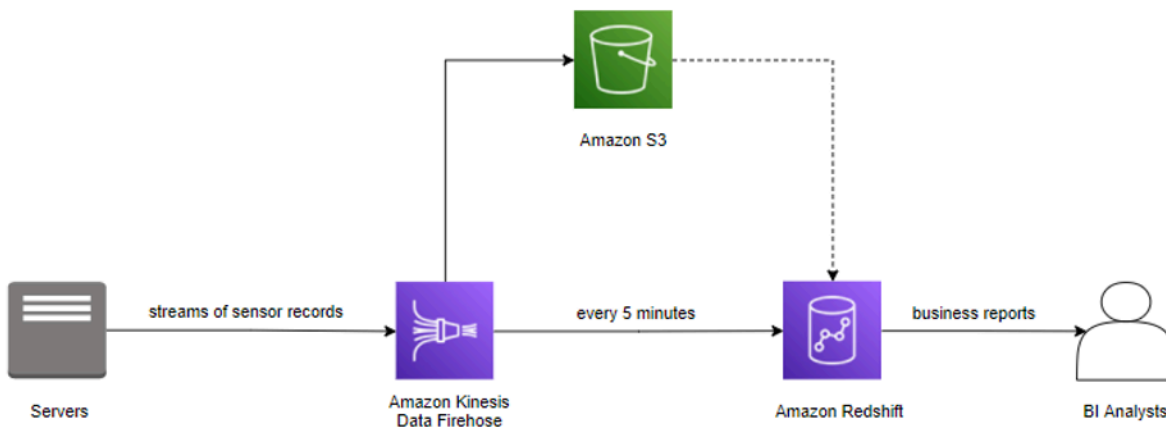 Amazon S3
streams of sensor records
every 5 minutes
business reports
Servers
Amazon Kinesis
Data Firehose
Amazon Redshift
BI Analysts